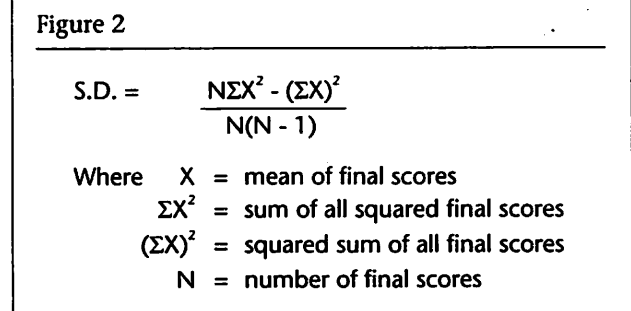 Figure 2
S.D. = NΣX² - (ΣX)²
N(N - 1)
Where X = mean of final scores
ΣX² = sum of all squared final scores
(ΣX)² = squared sum of all final scores
N = number of final scores